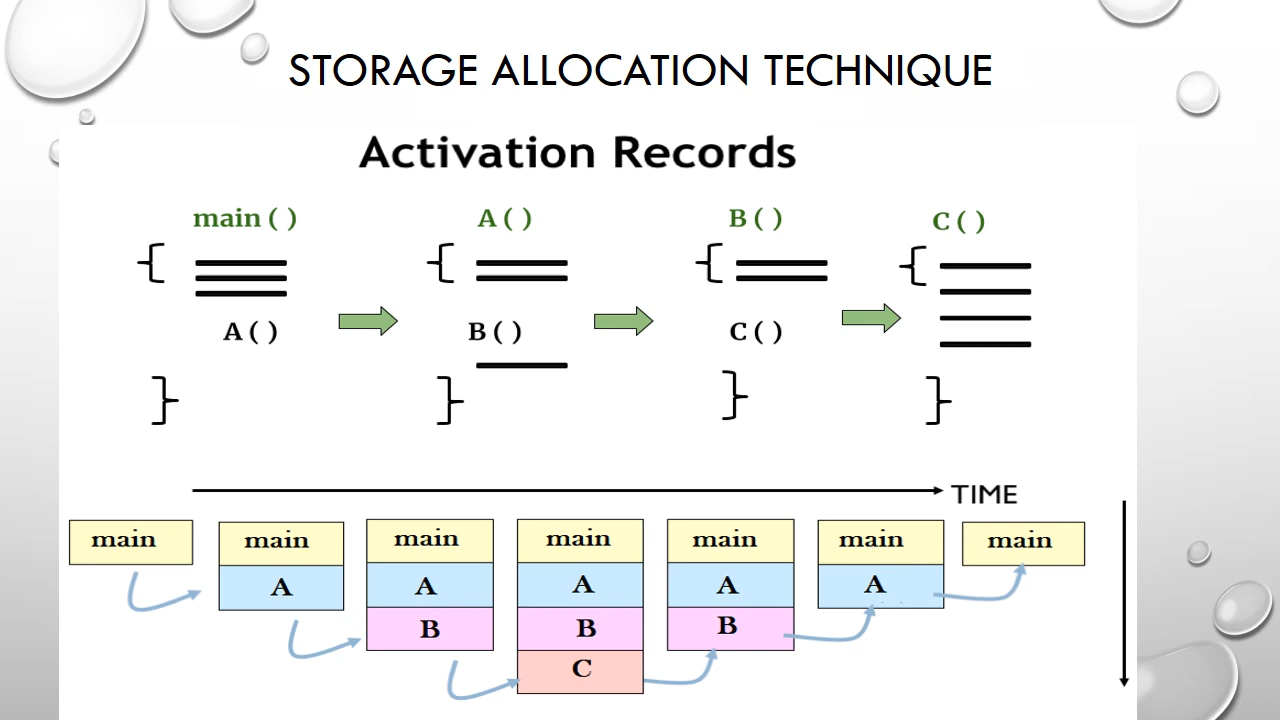 STORAGE ALLOCATION TECHNIQUE
Activation Records
main ( ) A ( ) B ( ) C ( )
{ { { {
A ( ) B ( ) C ( )
} } } }
TIME
main main main main main main main
A A A A A
B B B
C